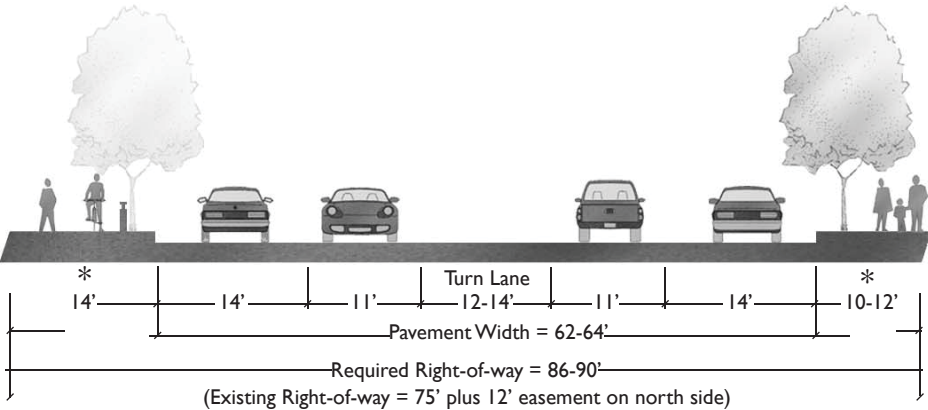 * Turn Lane *
14’ 14’ 11’ 12-14’ 11’ 14’ 10-12’
Pavement Width = 62-64’
Required Right-of-way = 86-90’
(Existing Right-of-way = 75’ plus 12’ easement on north side)